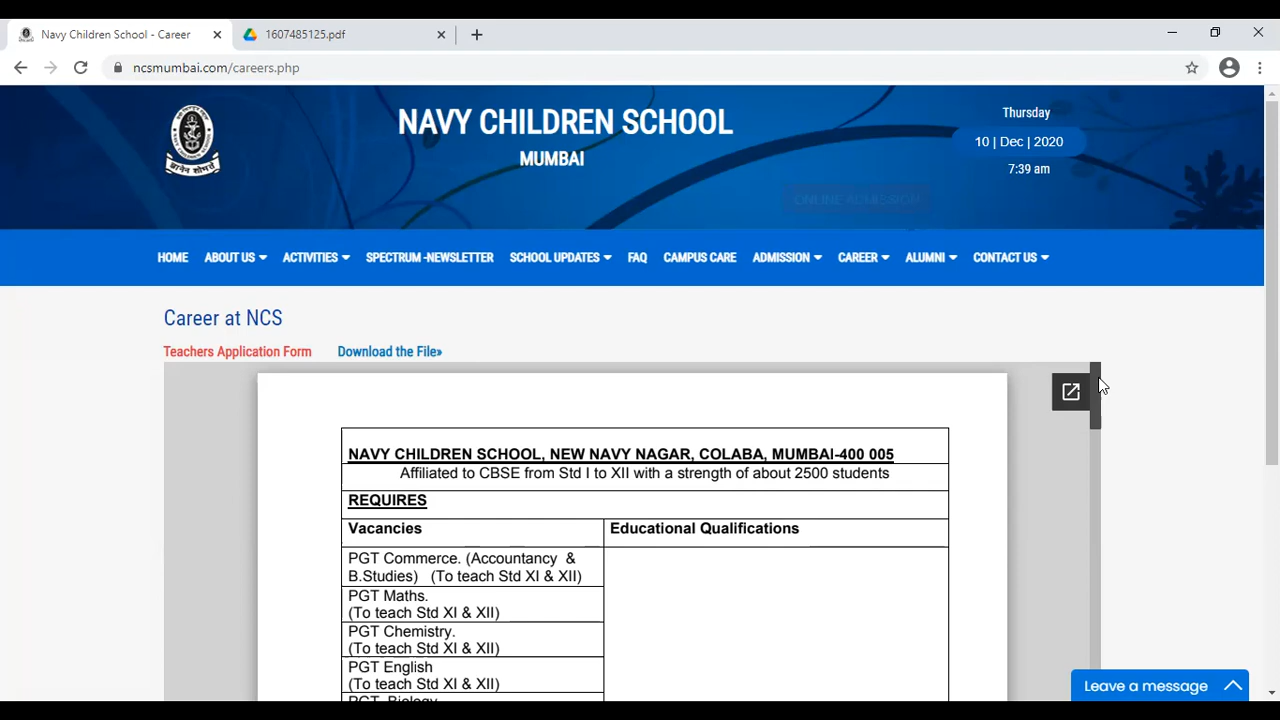 Navy Children School - Career
1607485125.pdf
ncsmumbai.com/careers.php
NAVY CHILDREN SCHOOL
MUMBAI
Thursday
10 | Dec | 2020
7:39 am
ONLINE ADMISSION
HOME ABOUT US ACTIVITIES SPECTRUM -NEWSLETTER SCHOOL UPDATES FAQ CAMPUS CARE ADMISSION CAREER ALUMNI CONTACT US
Career at NCS
Teachers Application Form Download the File»
NAVY CHILDREN SCHOOL, NEW NAVY NAGAR, COLABA, MUMBAI-400 005
Affiliated to CBSE from Std I to XII with a strength of about 2500 students
REQUIRES
Vacancies Educational Qualifications
PGT Commerce. (Accountancy &
B.Studies) (To teach Std XI & XII)
PGT Maths.
(To teach Std XI & XII)
PGT Chemistry.
(To teach Std XI & XII)
PGT English
(To teach Std XI & XII)
PGT Biology
Leave a message